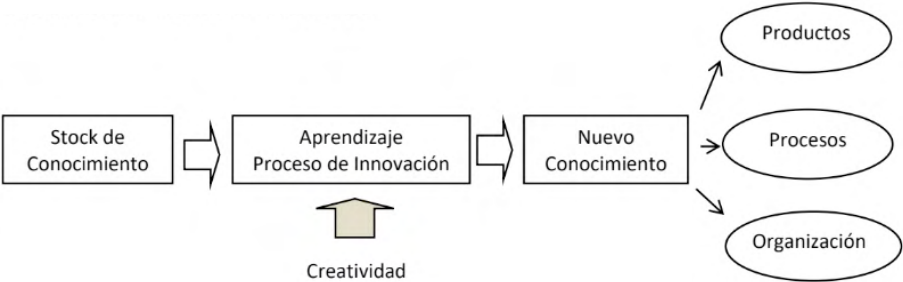 Stock de
Conocimiento
Aprendizaje
Proceso de Innovación
Nuevo
Conocimiento
Productos
Procesos
Organización
Creatividad